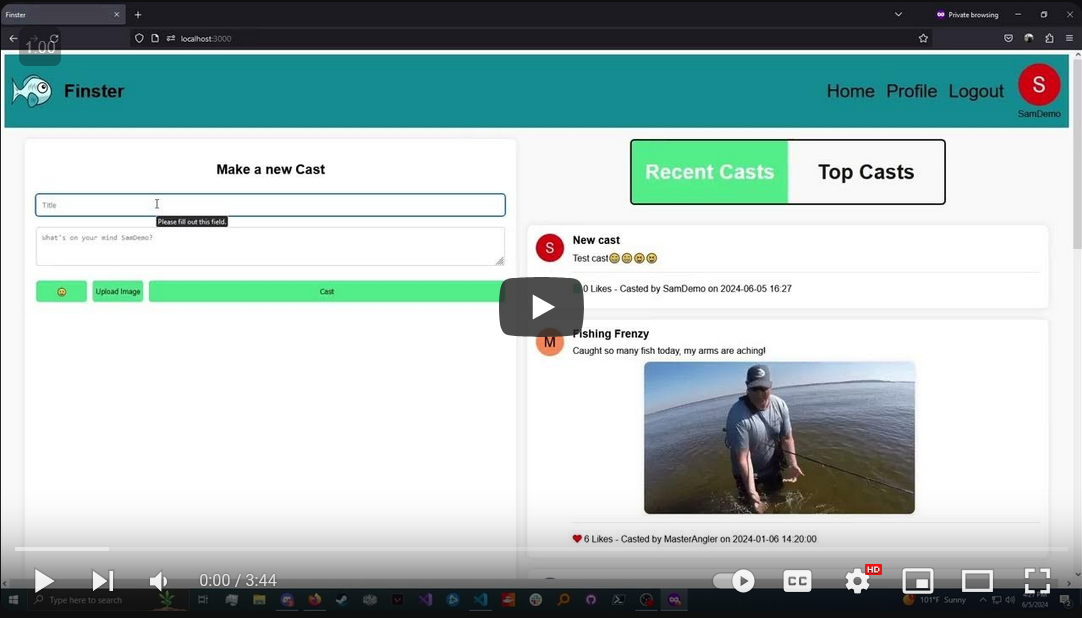 Finster
Private browsing
localhost:3000
1.00
Finster
Home Profile Logout
S
SamDemo
Make a new Cast
Title
Please fill out this field.
What's on your mind SamDemo?
Upload Image
Cast
Recent Casts
Top Casts
S
New cast
Test cast😀😀😀😀
0 Likes - Casted by SamDemo on 2024-06-05 16:27
M
Fishing Frenzy
Caught so many fish today, my arms are aching!
6 Likes - Casted by MasterAngler on 2024-01-06 14:20:00
0:00 / 3:44
CC
HD
Type here to search
101°F Sunny
6/5/2024